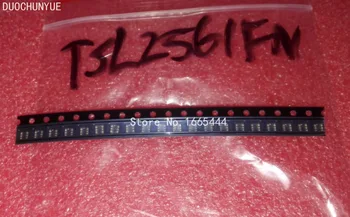 DUOCHUNYUE
TSL2561FN
Store No: 1665444